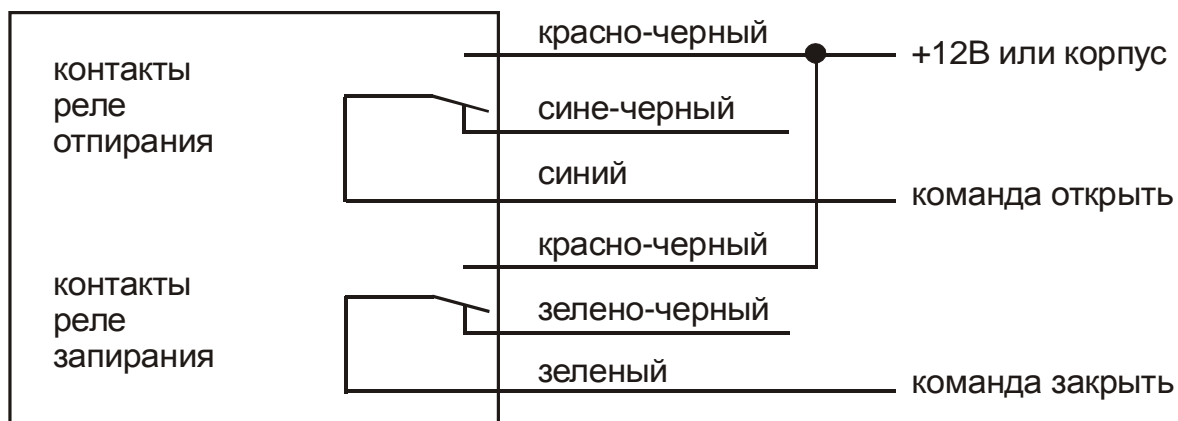 красно-черный
+12В или корпус
контакты
реле
отпирания
сине-черный
синий
команда открыть
красно-черный
контакты
реле
запирания
зелено-черный
зеленый
команда закрыть